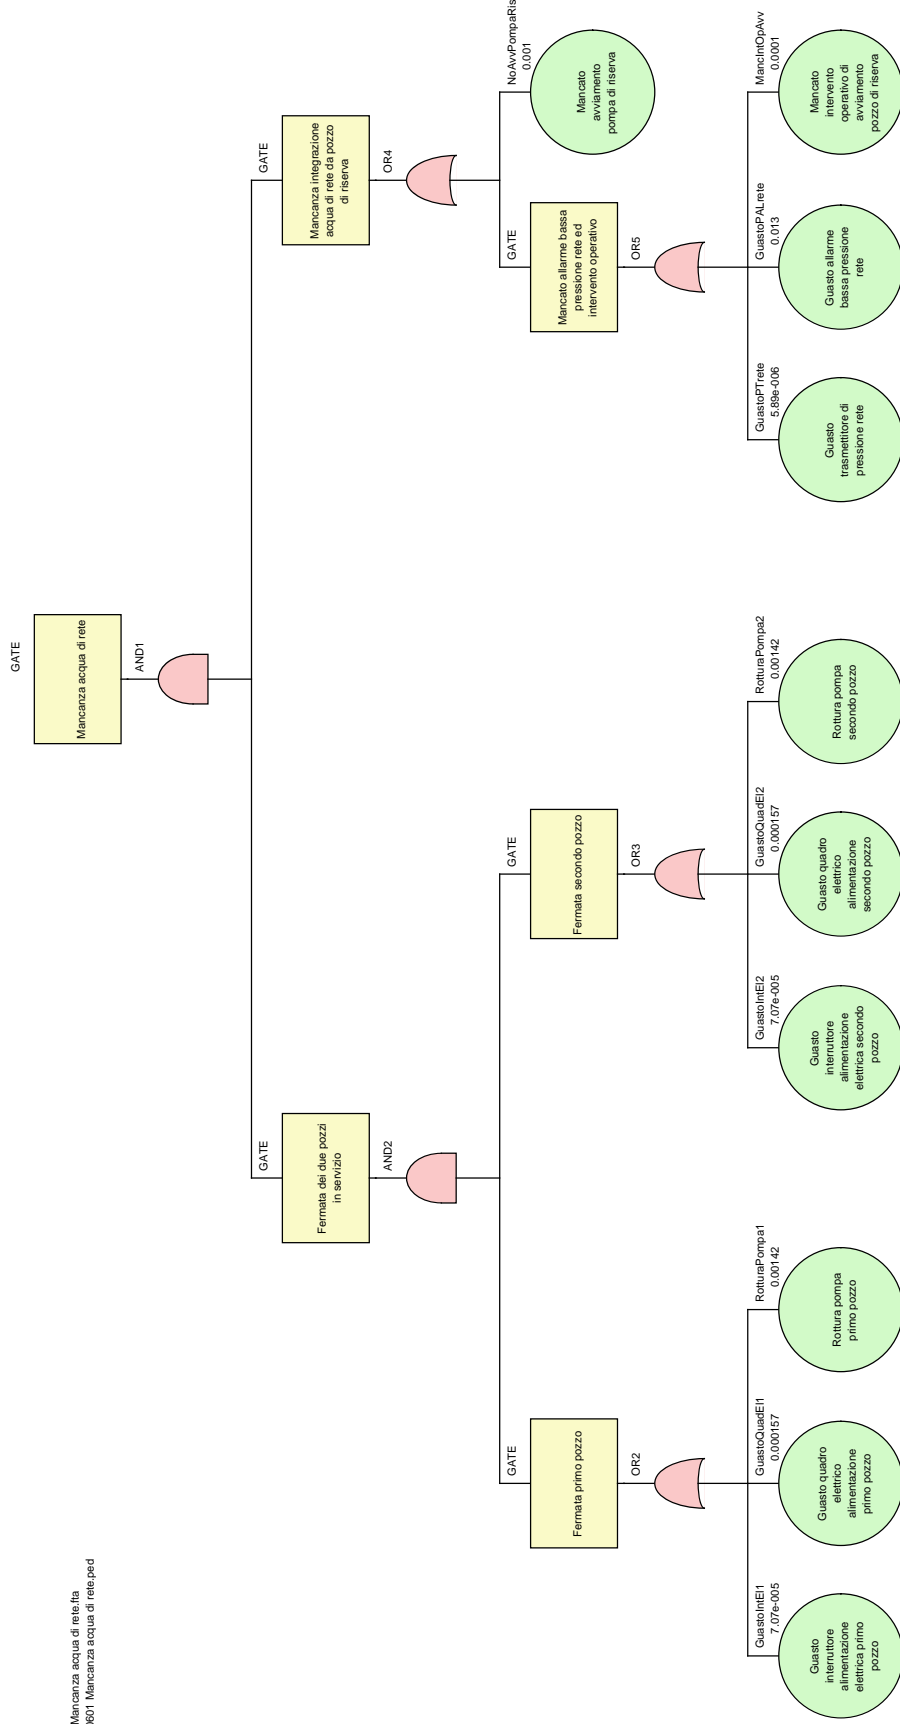 Mancanza acqua di rete.fta
0601 Mancanza acqua di rete.ped
GATE
Mancanza acqua di rete
AND1
GATE
Fermata dei due pozzi
in servizio
AND2
GATE
Mancanza integrazione
acqua di rete da pozzo
di riserva
OR4
GATE
Fermata primo pozzo
OR2
GATE
Fermata secondo pozzo
OR3
GATE
Mancato allarme bassa
pressione rete ed
intervento operativo
OR5
NoAvvPompaRis
0.001
Mancato
avviamento
pompa di riserva
GuastoIntEl1
7.07e-005
Guasto
interruttore
alimentazione
elettrica primo
pozzo
GuastoQuadEl1
0.000157
Guasto quadro
elettrico
alimentazione
primo pozzo
RotturaPompa1
0.00142
Rottura pompa
primo pozzo
GuastoIntEl2
7.07e-005
Guasto
interruttore
alimentazione
elettrica secondo
pozzo
GuastoQuadEl2
0.000157
Guasto quadro
elettrico
alimentazione
secondo pozzo
RotturaPompa2
0.00142
Rottura pompa
secondo pozzo
GuastoPTrete
5.89e-006
Guasto
trasmettitore di
pressione rete
GuastoPALrete
0.013
Guasto allarme
bassa pressione
rete
MancIntOpAvv
0.0001
Mancato
intervento
operativo di
avviamento
pozzo di riserva